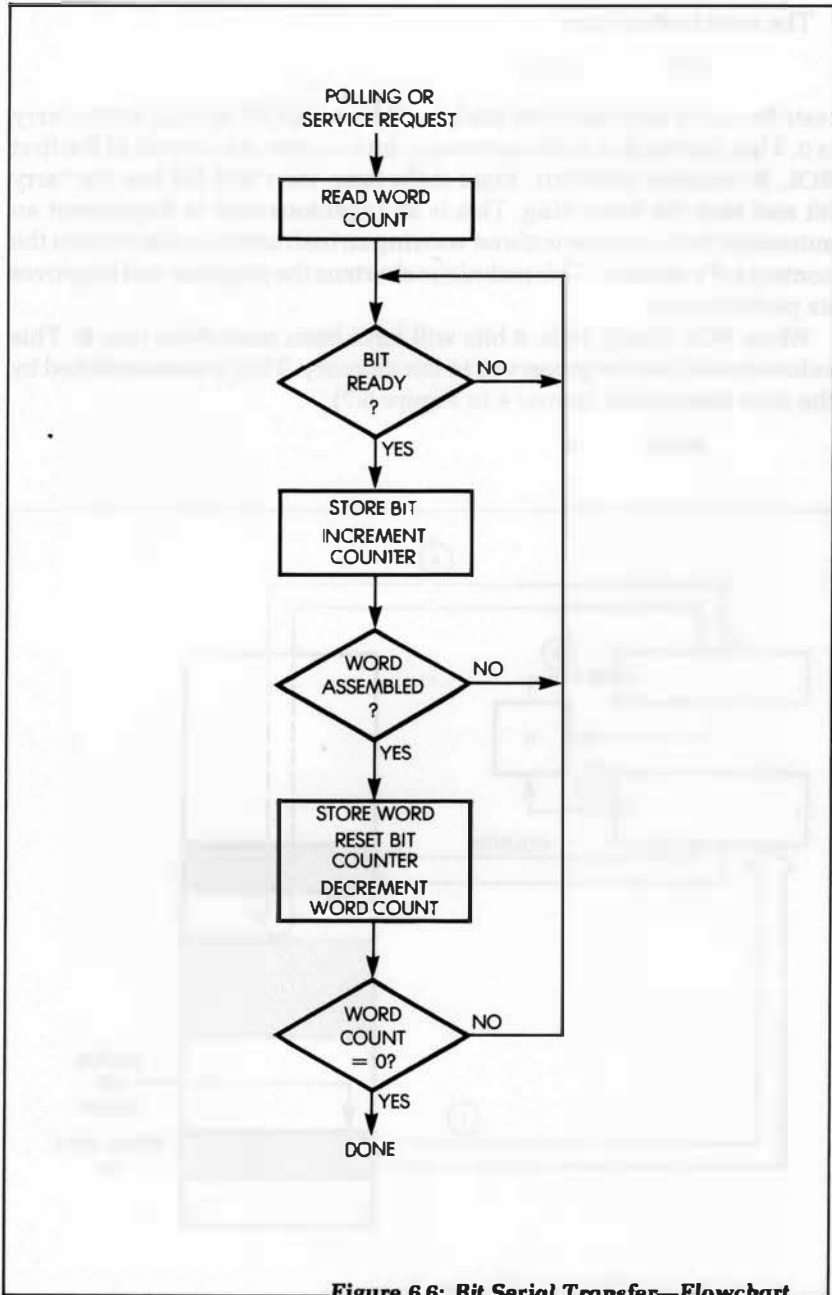 POLLING OR
SERVICE REQUEST
READ WORD
COUNT
BIT
READY
?
NO
YES
STORE BIT
INCREMENT
COUNTER
WORD
ASSEMBLED
?
NO
YES
STORE WORD
RESET BIT
COUNTER
DECREMENT
WORD COUNT
WORD
COUNT
= 0?
NO
YES
DONE
Figure 6.6: Bit Serial Transfer—Flowchart